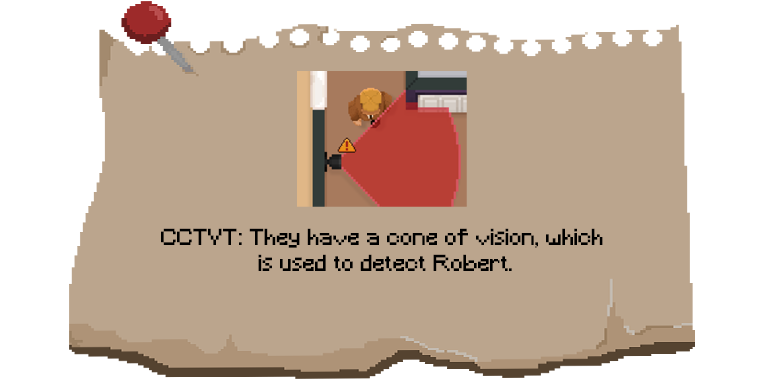 CCTVT: They have a cone of vision, which
is used to detect Robert.